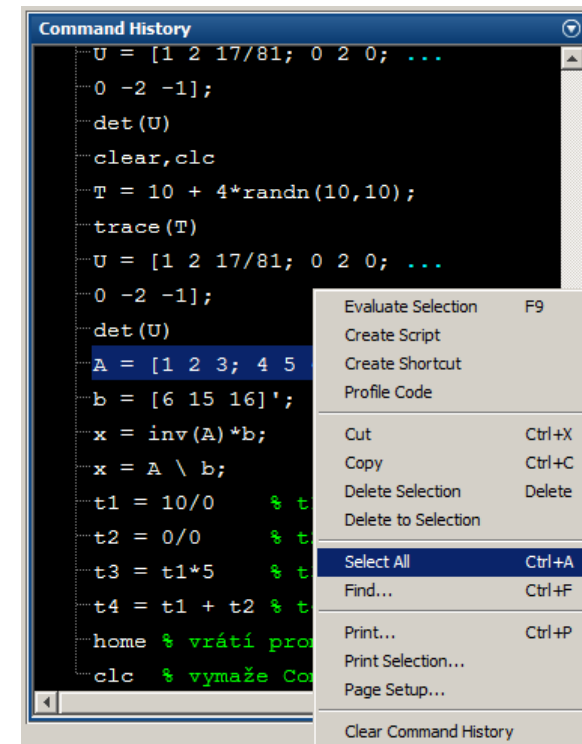 Command History
U = [1 2 17/81; 0 2 0; ...
0 -2 -1];
det(U)
clear,clc
T = 10 + 4*randn(10,10);
trace(T)
U = [1 2 17/81; 0 2 0; ...
0 -2 -1];
det(U)
A = [1 2 3; 4 5
b = [6 15 16]';
x = inv(A)*b;
x = A \ b;
t1 = 10/0 %
t2 = 0/0 %
t3 = t1*5 %
t4 = t1 + t2 %
home % vrátí
clc % vymaže
Evaluate Selection F9
Create Script
Create Shortcut
Profile Code
Cut Ctrl+X
Copy Ctrl+C
Delete Selection Delete
Delete to Selection
Select All Ctrl+A
Find... Ctrl+F
Print... Ctrl+P
Print Selection...
Page Setup...
Clear Command History